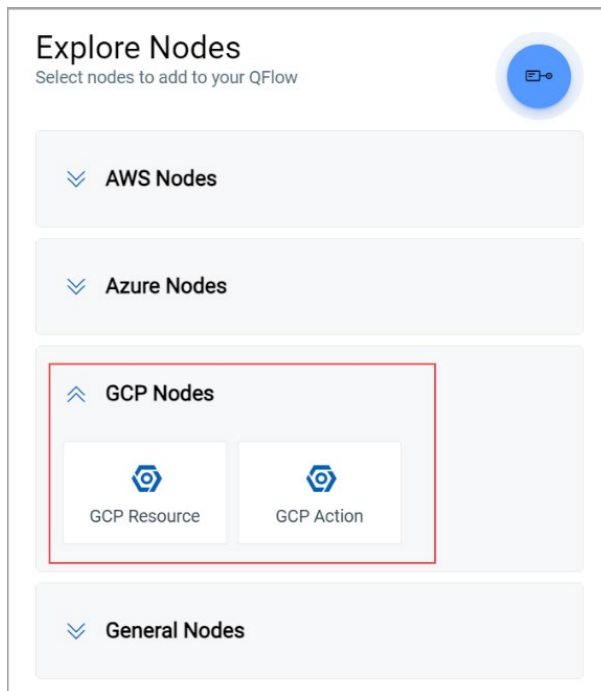 Explore Nodes
Select nodes to add to your QFlow
AWS Nodes
Azure Nodes
GCP Nodes
GCP Resource
GCP Action
General Nodes